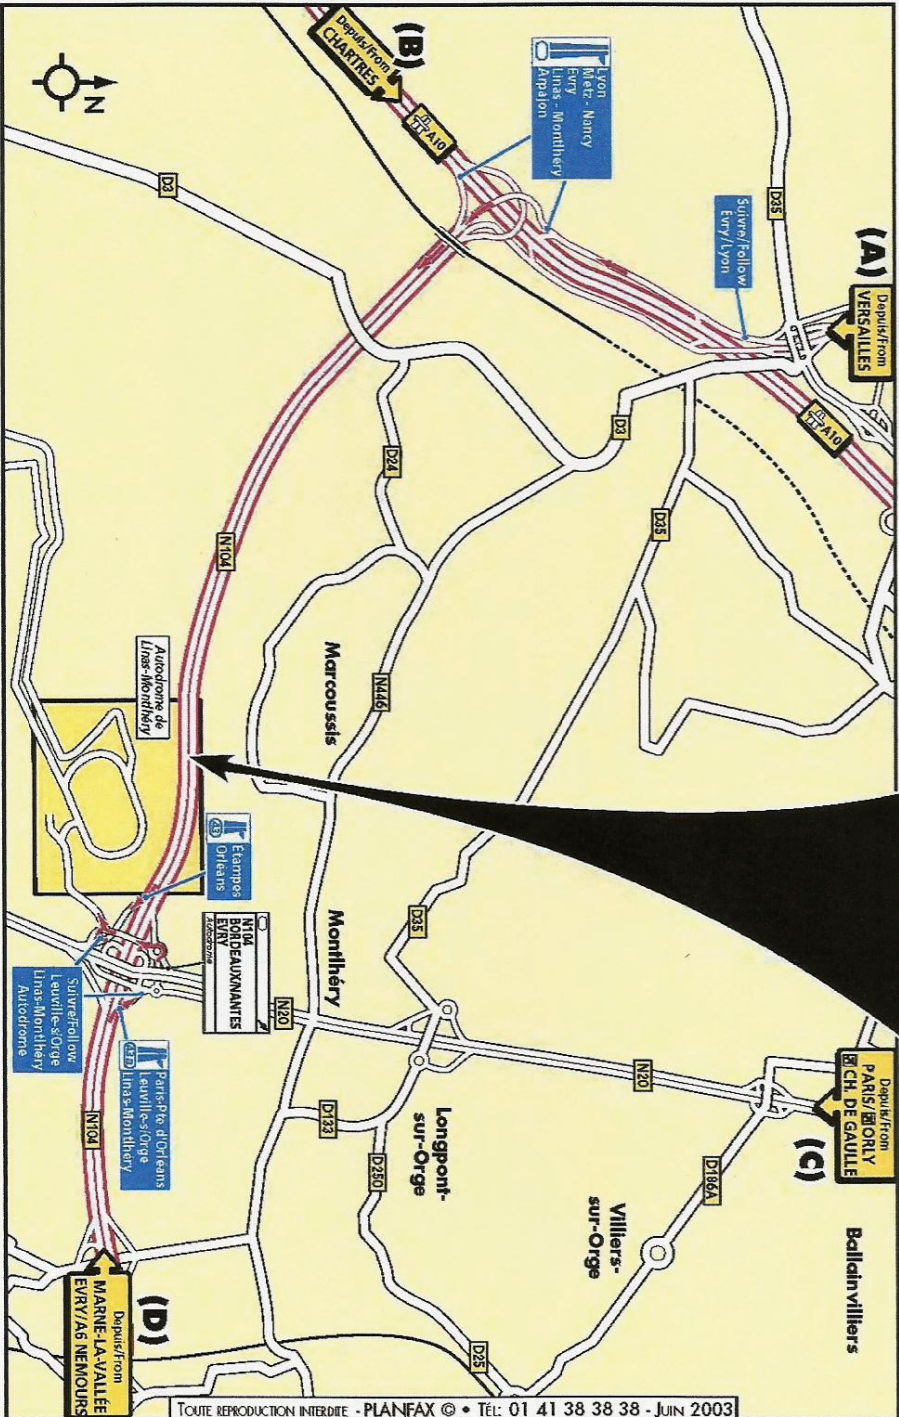 (B)
Depuis/From
CHARTRES
A10
Lyon
Metz - Nancy
Evry
Linas - Montlhéry
Arpajon
D35
(A)
Depuis/From
VERSAILLES
Suivre/Follow
Évry/Lyon
A10
N
D3
D3
D24
D35
N104
Marcoussis
N446
Autodrome de
Linas-Montlhéry
Etampes
Orléans
N104
BORDEAUX/NANTES
EVRY
Autodrome
Montlhéry
D35
N20
N20
Depuis/From
PARIS/ORLY
CH. DE GAULLE
(C)
Suivre/Follow
Leuville-s/Orge
Linas-Montlhéry
Autodrome
Paris-Pte d'Orléans
Leuville-s/Orge
Linas-Montlhéry
N104
D133
D250
Longpont-
sur-Orge
D186A
Villiers-
sur-Orge
Ballainvilliers
(D)
Depuis/From
MARNE-LA-VALLÉE
EVRY/A6 NEMOURS
D25
TOUTE REPRODUCTION INTERDITE - PLANFAX © • TÉL: 01 41 38 38 38 - JUIN 2003